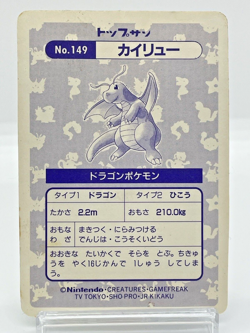 トップサン
No.149 カイリュー
ドラゴンポケモン
タイプ1 ドラゴン タイプ2 ひこう
たかさ 2.2m おもさ 210.0kg
おもな わざ まきつく・にらみつける
でんじは・こうそくいどう
おおきな たいかくで そらを とぶ。ちきゅう
を やく16じかんで 1しゅう してしま
う。
©Nintendo・CREATURES・GAMEFREAK
TV TOKYO・SHO PRO・JR KIKAKU